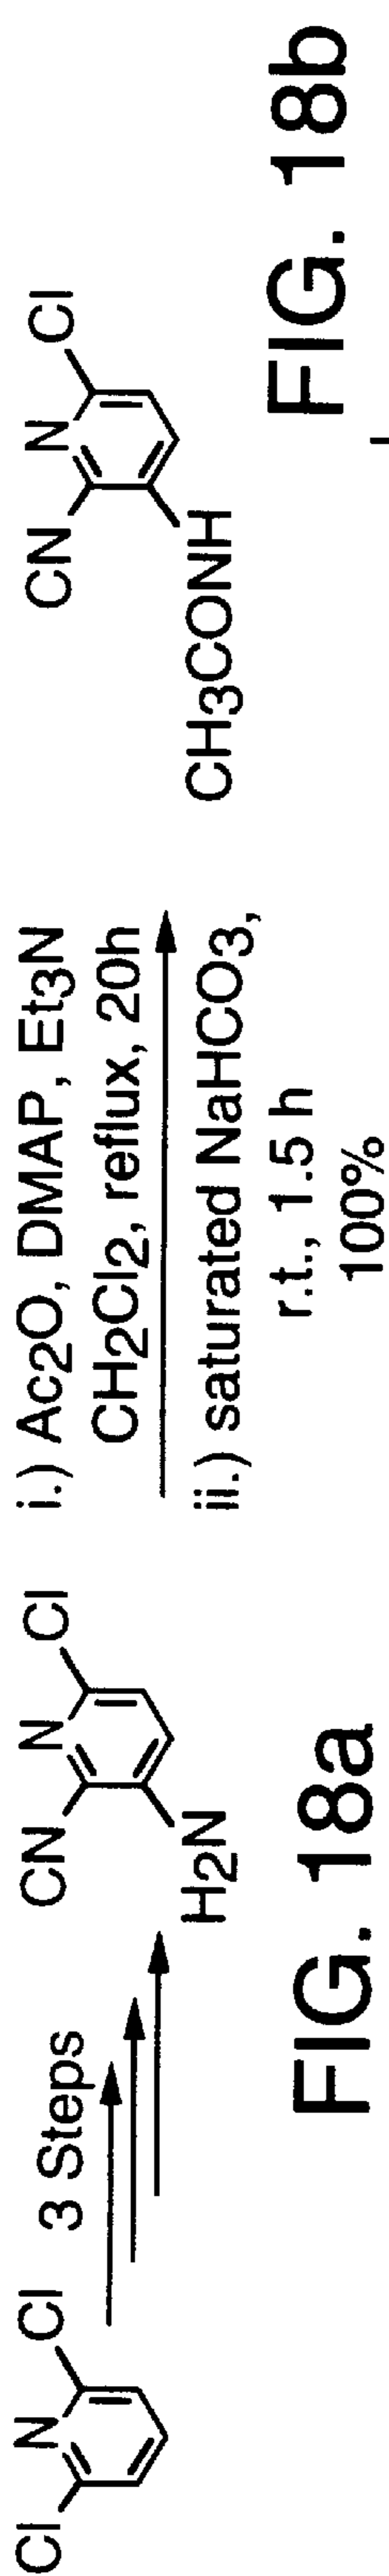 Cl
N
Cl
3 Steps
CN
N
Cl
H2N
FIG. 18a
i.) Ac2O, DMAP, Et3N
CH2Cl2, reflux, 20h
ii.) saturated NaHCO3,
r.t., 1.5 h
100%
CN
N
Cl
CH3CONH
FIG. 18b